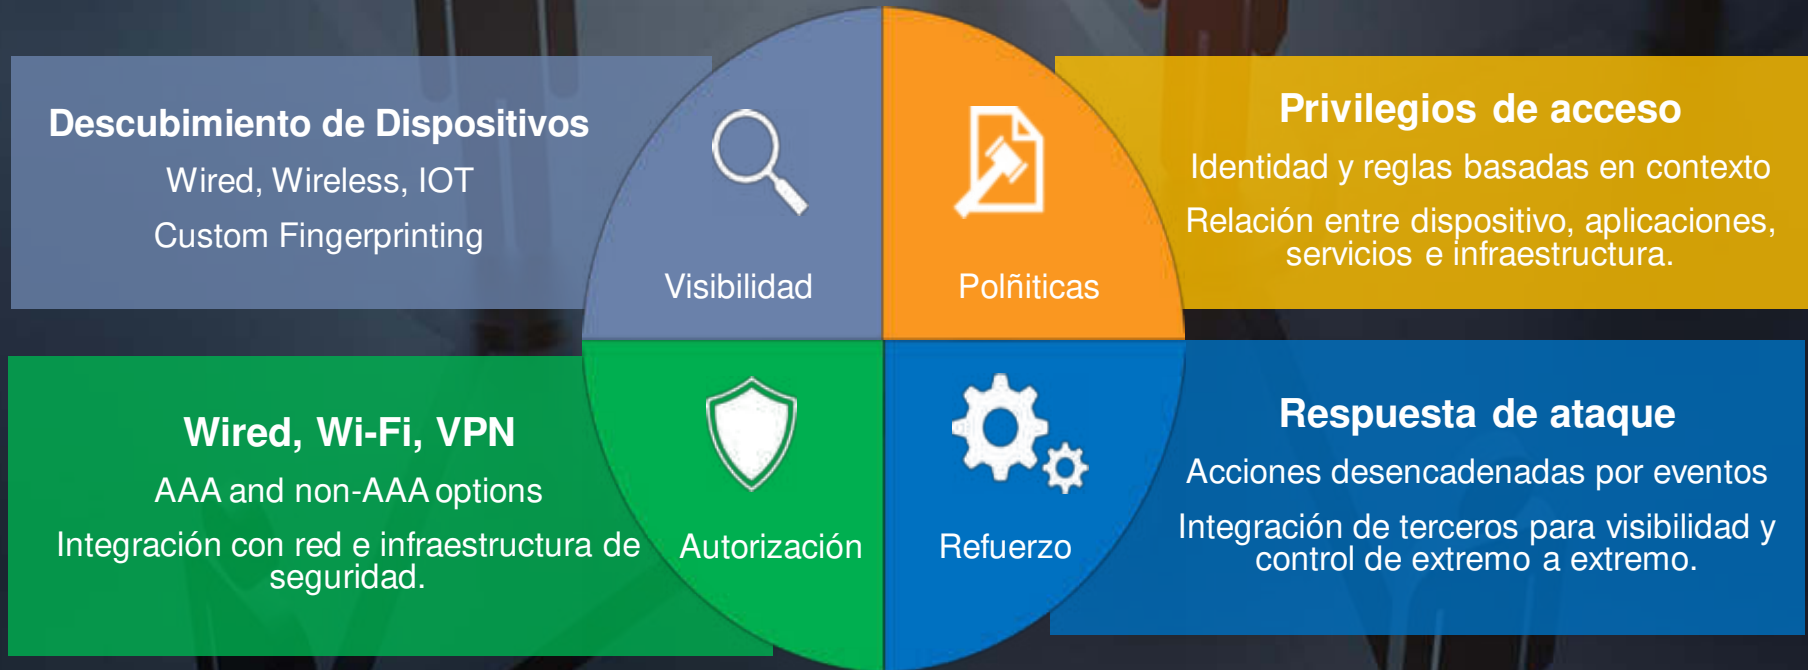 Descubimiento de Dispositivos
Wired, Wireless, IOT
Custom Fingerprinting
Visibilidad
Polñiticas
Privilegios de acceso
Identidad y reglas basadas en contexto
Relación entre dispositivo, aplicaciones,
servicios e infraestructura.
Wired, Wi-Fi, VPN
AAA and non-AAA options
Integración con red e infraestructura de
seguridad.
Autorización
Refuerzo
Respuesta de ataque
Acciones desencadenadas por eventos
Integración de terceros para visibilidad y
control de extremo a extremo.